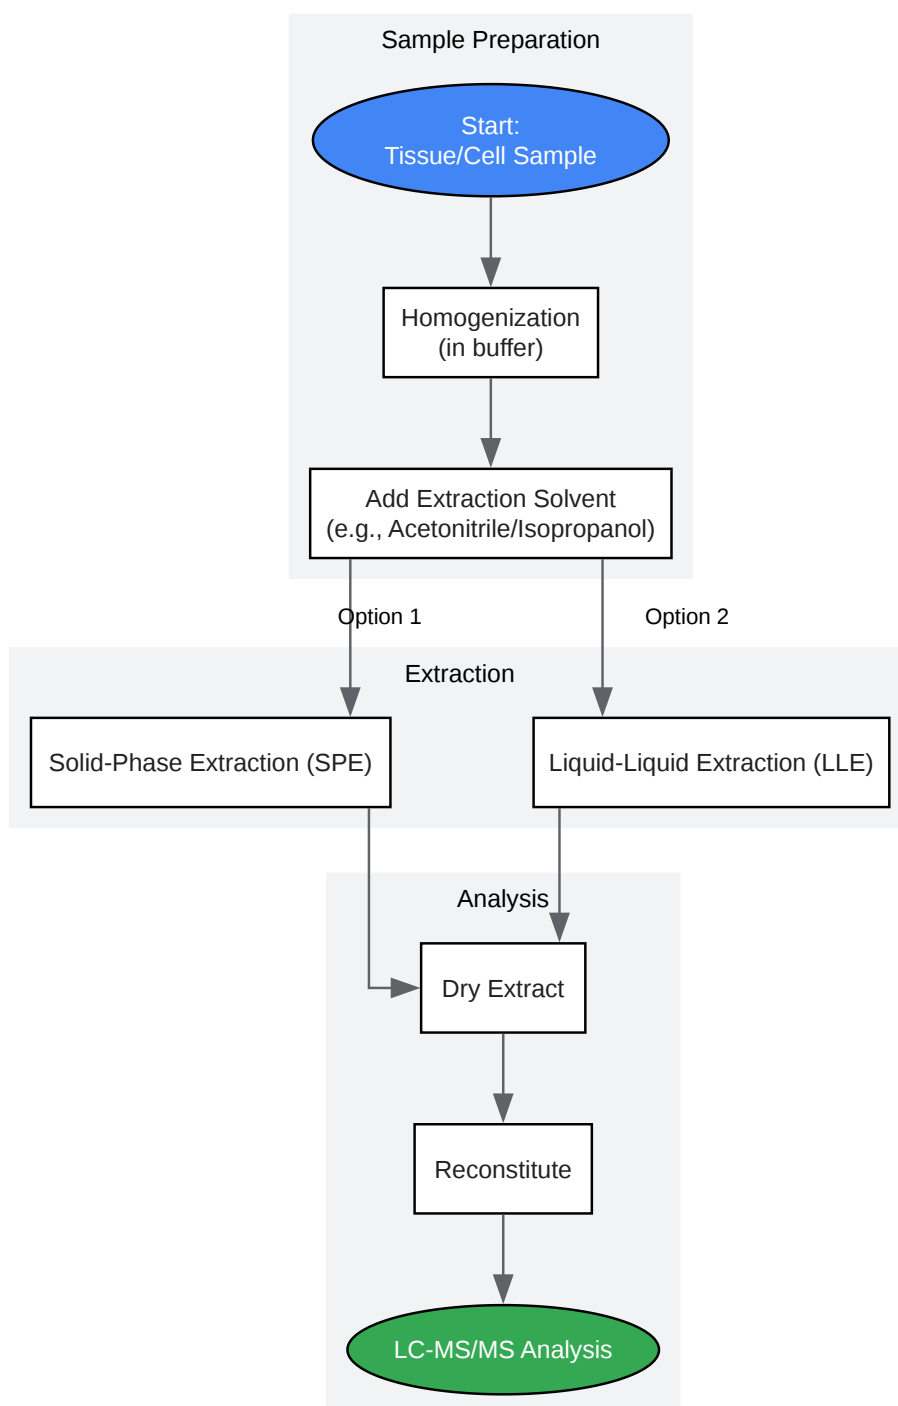 Sample Preparation
Start:
Tissue/Cell Sample
Homogenization
(in buffer)
Add Extraction Solvent
(e.g., Acetonitrile/Isopropanol)
Option 1
Option 2
Extraction
Solid-Phase Extraction (SPE)
Liquid-Liquid Extraction (LLE)
Analysis
Dry Extract
Reconstitute
LC-MS/MS Analysis